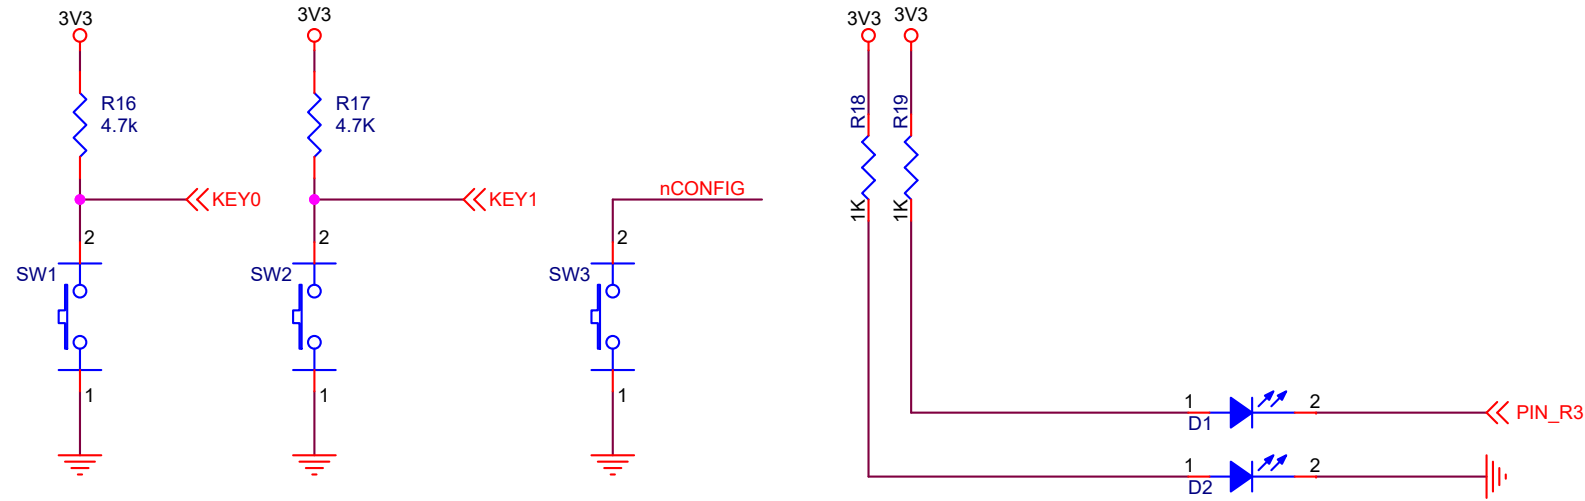 3V3
3V3
3V3
3V3
R16
4.7k
R17
4.7K
R18
R19
KEY0
KEY1
nCONFIG
1K
1K
2
2
2
SW1
SW2
SW3
1
1
1
1
2
D1
PIN_R3
1
2
D2